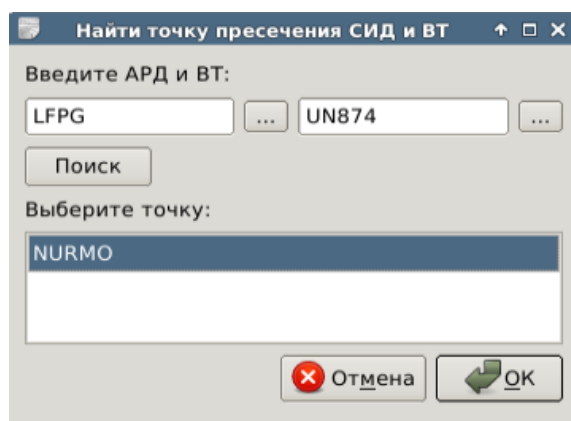 Найти точку пресечения СИД и ВТ
Введите АРД и ВТ:
LFPG ... UN874 ...
Поиск
Выберите точку:
NURMO
Отмена OK